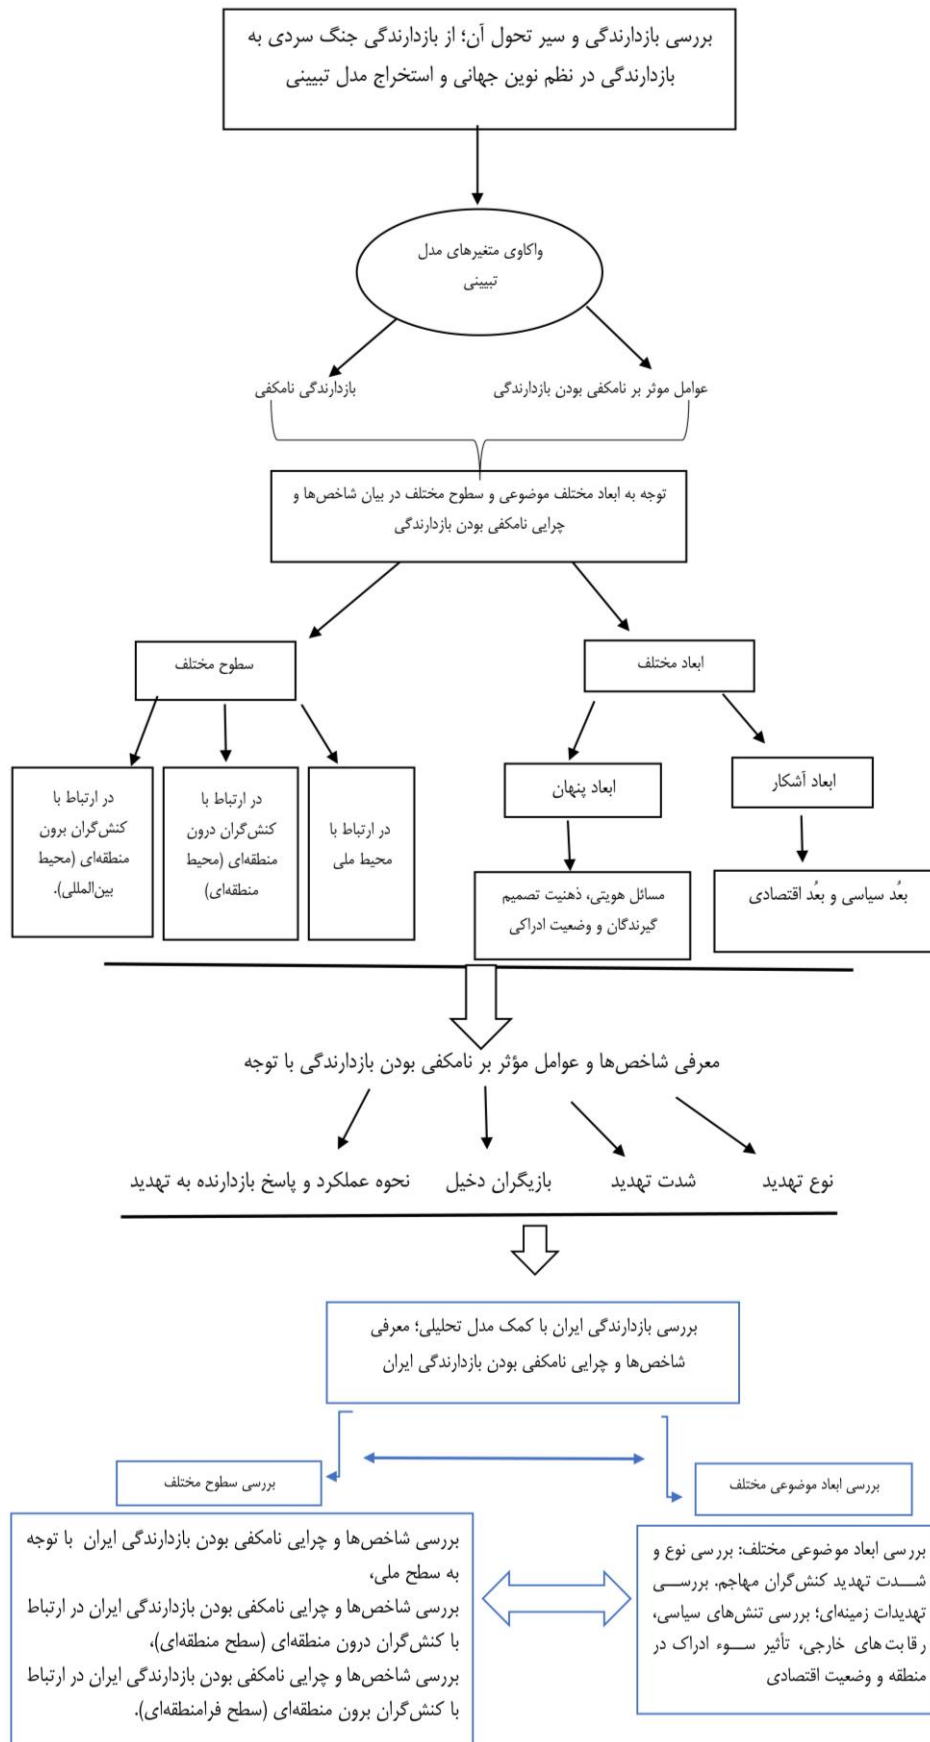 بررسی بازدارندگی و سیر تحول آن؛ از بازدارندگی جنگ سردی به
بازدارندگی در نظم نوین جهانی و استخراج مدل تبیینی
واکاوی متغیرهای مدل
تبیینی
عوامل موثر بر نامکفی بودن بازدارندگی
بازدارندگی نامکفی
توجه به ابعاد مختلف موضوعی و سطوح مختلف در بیان شاخص‌ها و
چرایی نامکفی بودن بازدارندگی
ابعاد مختلف
سطوح مختلف
ابعاد آشکار
ابعاد پنهان
در ارتباط با
محیط ملی
در ارتباط با
کنش‌گران درون
منطقه‌ای (محیط
منطقه‌ای)
در ارتباط با
کنش‌گران برون
منطقه‌ای (محیط
بین‌المللی).
بُعد سیاسی و بُعد اقتصادی
مسائل هویتی، ذهنیت تصمیم
گیرندگان و وضعیت ادراکی
معرفی شاخص‌ها و عوامل مؤثر بر نامکفی بودن بازدارندگی با توجه
نوع تهدید
شدت تهدید
بازیگران دخیل
نحوه عملکرد و پاسخ بازدارنده به تهدید
بررسی بازدارندگی ایران با کمک مدل تحلیلی؛ معرفی
شاخص‌ها و چرایی نامکفی بودن بازدارندگی ایران
بررسی ابعاد موضوعی مختلف
بررسی سطوح مختلف
بررسی ابعاد موضوعی مختلف: بررسی نوع و
شـــدت تهدید کنش‌گران مهاجم. بررســی
تهدیدات زمینه‌ای؛ بررسی تنش‌های سیاسی،
رقابت‌های خارجی، تأثیر ســوء ادراک در
منطقه و وضعیت اقتصادی
بررسی شاخص‌ها و چرایی نامکفی بودن بازدارندگی ایران با توجه
به سطح ملی،
بررسی شاخص‌ها و چرایی نامکفی بودن بازدارندگی ایران در ارتباط
با کنش‌گران درون منطقه‌ای (سطح منطقه‌ای)،
بررسی شاخص‌ها و چرایی نامکفی بودن بازدارندگی ایران در ارتباط
با کنش‌گران برون منطقه‌ای (سطح فرامنطقه‌ای).